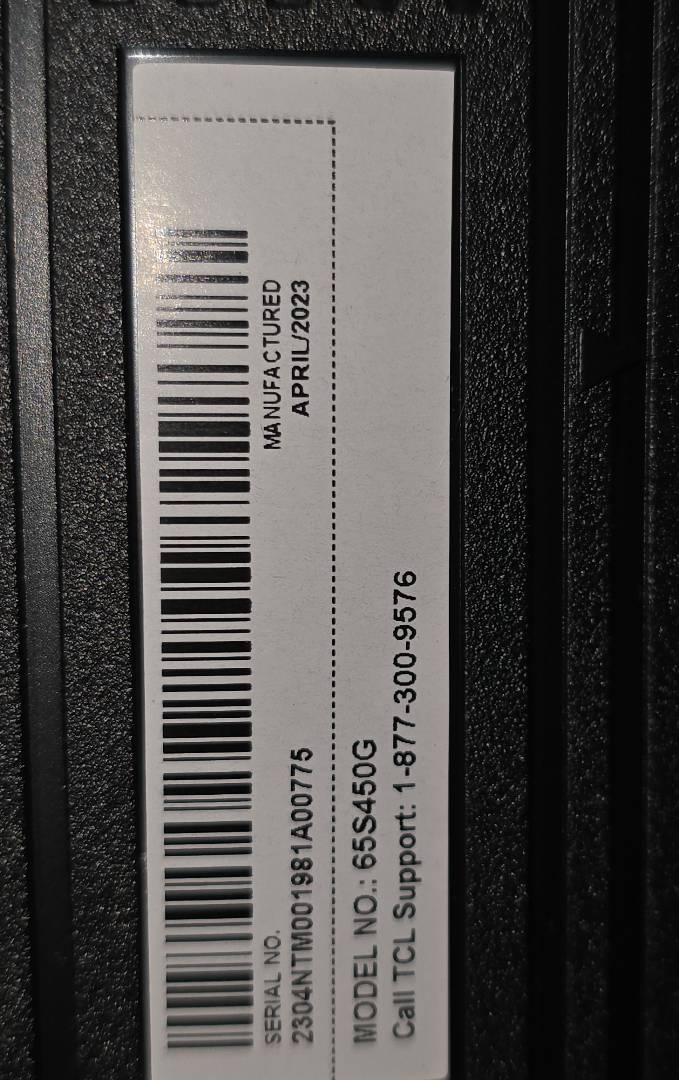 SERIAL NO.
2304NTM001981A00775
MANUFACTURED
APRIL/2023
MODEL NO.: 65S450G
Call TCL Support: 1-877-300-9576